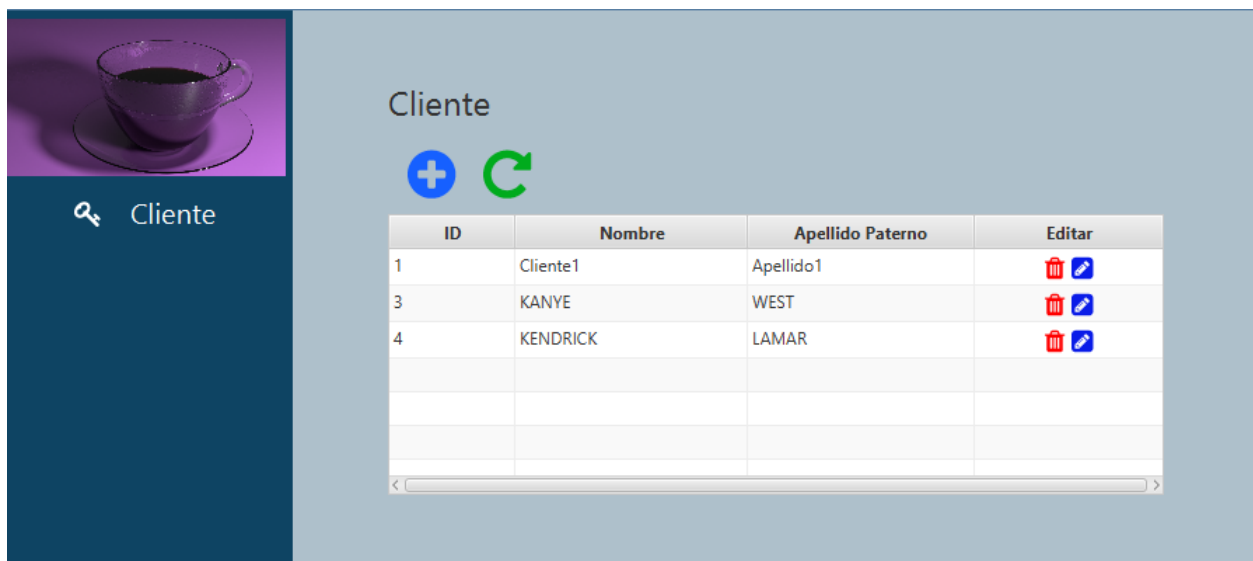 Cliente
Cliente
ID Nombre Apellido Paterno Editar
1 Cliente1 Apellido1
3 KANYE WEST
4 KENDRICK LAMAR